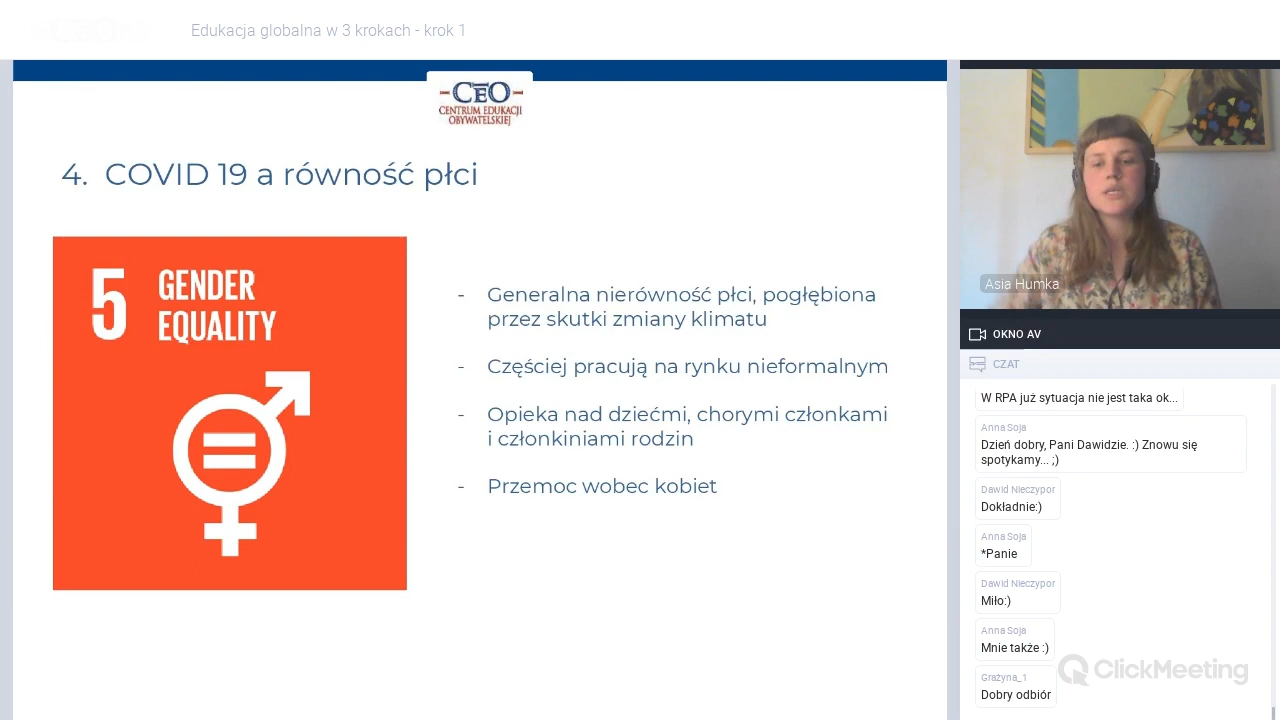 Edukacja globalna w 3 krokach - krok 1
CEO
CENTRUM EDUKACJI
OBYWATELSKIEJ
4. COVID 19 a równość płci
5 GENDER
EQUALITY
- Generalna nierówność płci, pogłębiona
przez skutki zmiany klimatu
- Częściej pracują na rynku nieformalnym
- Opieka nad dziećmi, chorymi członkami
i członkiniami rodzin
- Przemoc wobec kobiet
Asia Humka
OKNO AV
CZAT
W RPA już sytuacja nie jest taka ok...
Anna Soja
Dzień dobry, Pani Dawidzie. :) Znowu się
spotykamy... ;)
Dawid Nieczypor
Dokładnie:)
Anna Soja
*Panie
Dawid Nieczypor
Miło:)
Anna Soja
Mnie także :)
Grażyna_1
Dobry odbiór
ClickMeeting